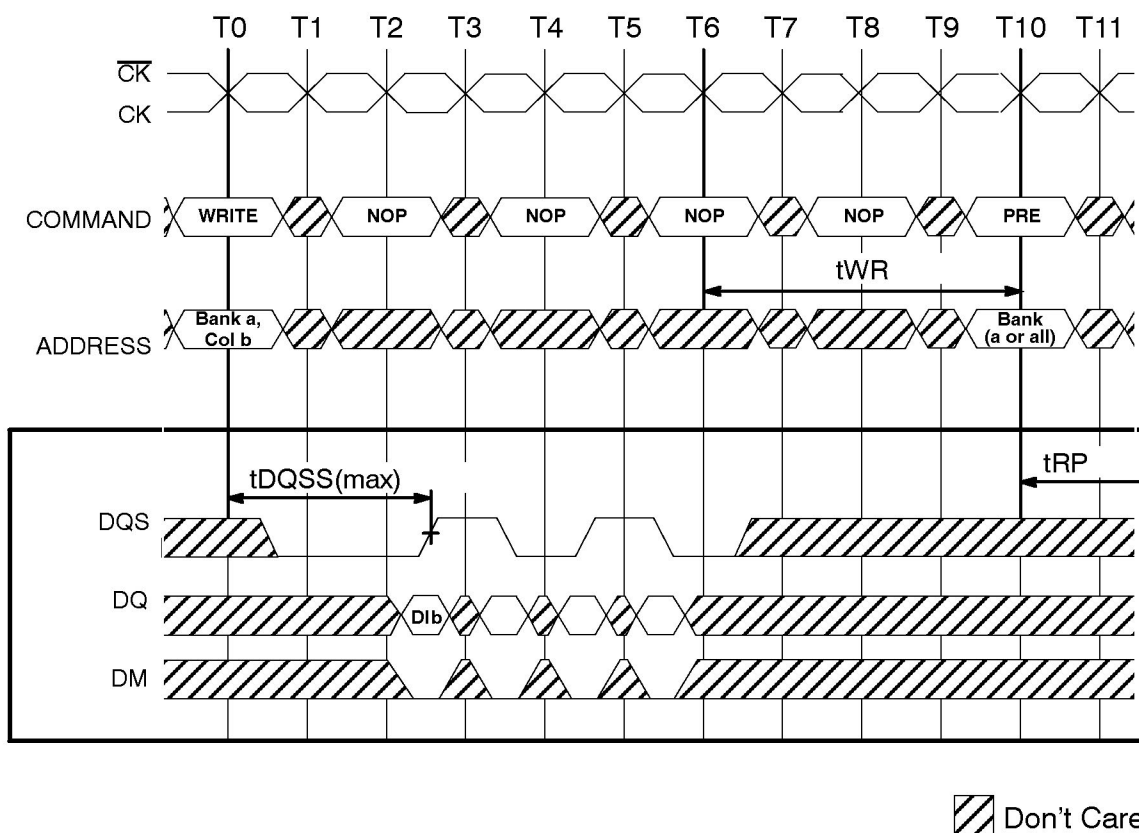 T0 T1 T2 T3 T4 T5 T6 T7 T8 T9 T10 T11
CK
CK
COMMAND WRITE NOP NOP NOP NOP PRE
tWR
ADDRESS Bank a, Col b Bank (a or all)
tDQSS(max) tRP
DQS
DQ DIb
DM
Don't Care